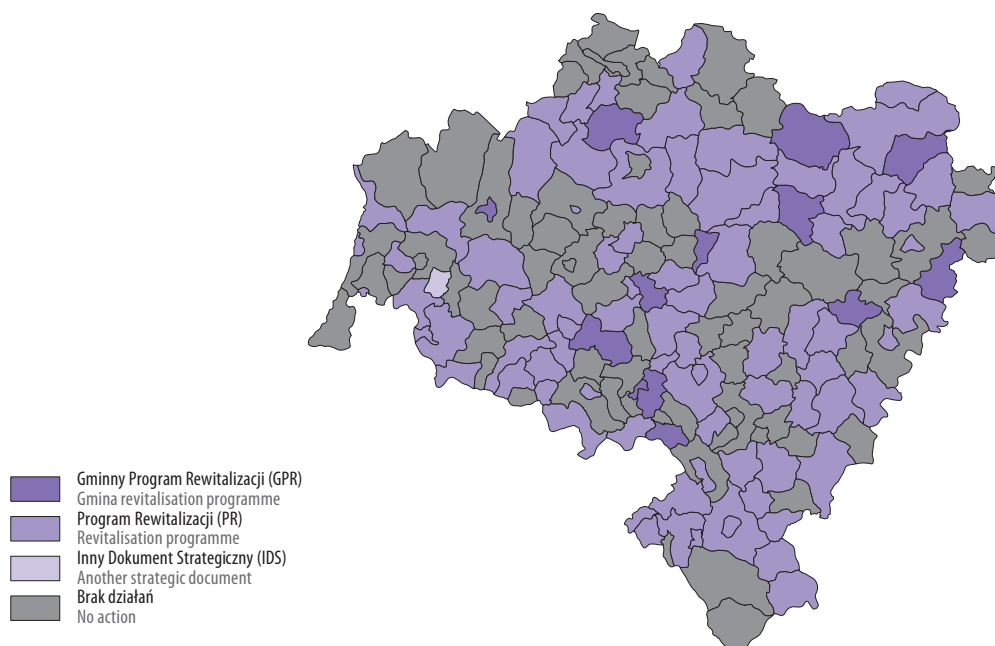 Gminny Program Rewitalizacji (GPR)
Gmina revitalisation programme
Program Rewitalizacji (PR)
Revitalisation programme
Inny Dokument Strategiczny (IDS)
Another strategic document
Brak działań
No action